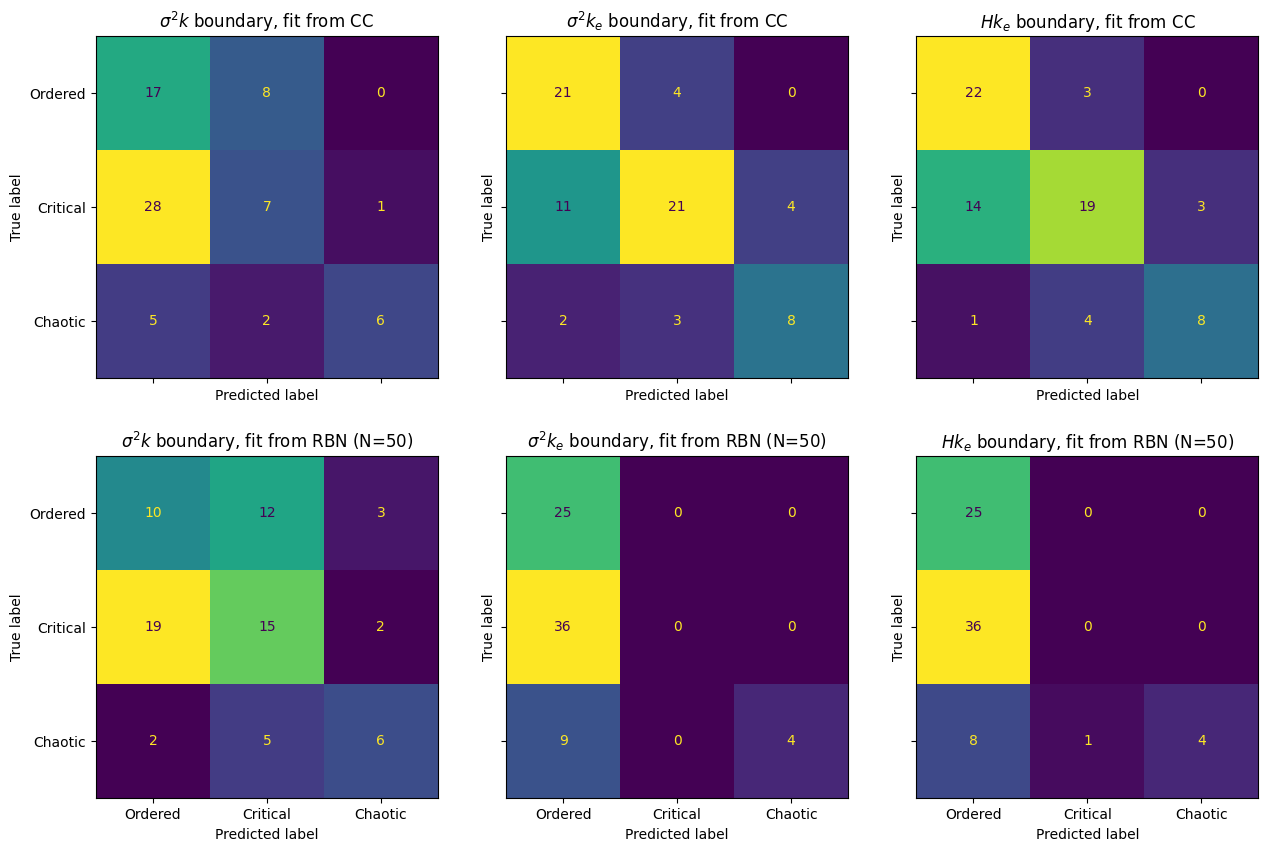 σ²k boundary, fit from CC
Ordered
Critical
Chaotic
True label
17 8 0
28 7 1
5 2 6
Predicted label
σ²kₑ boundary, fit from CC
True label
21 4 0
11 21 4
2 3 8
Predicted label
Hkₑ boundary, fit from CC
True label
22 3 0
14 19 3
1 4 8
Predicted label
σ²k boundary, fit from RBN (N=50)
Ordered
Critical
Chaotic
True label
10 12 3
19 15 2
2 5 6
Ordered Critical Chaotic
Predicted label
σ²kₑ boundary, fit from RBN (N=50)
True label
25 0 0
36 0 0
9 0 4
Ordered Critical Chaotic
Predicted label
Hkₑ boundary, fit from RBN (N=50)
True label
25 0 0
36 0 0
8 1 4
Ordered Critical Chaotic
Predicted label